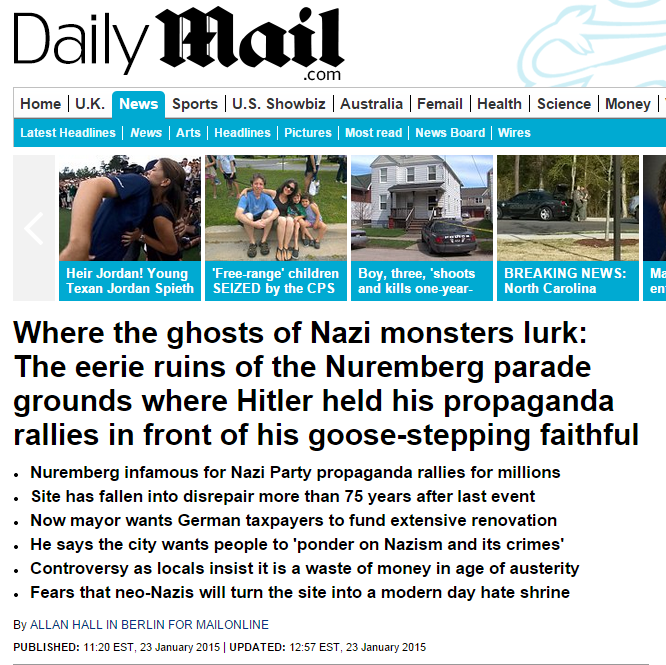 Daily Mail
.com
Home U.K. News Sports U.S. Showbiz Australia Femail Health Science Money
Latest Headlines News Arts Headlines Pictures Most read News Board Wires
Heir Jordan! Young
Texan Jordan Spieth
'Free-range' children
SEIZED by the CPS
Boy, three, 'shoots
and kills one-year-
BREAKING NEWS:
North Carolina
Ma
en
Where the ghosts of Nazi monsters lurk:
The eerie ruins of the Nuremberg parade
grounds where Hitler held his propaganda
rallies in front of his goose-stepping faithful
• Nuremberg infamous for Nazi Party propaganda rallies for millions
• Site has fallen into disrepair more than 75 years after last event
• Now mayor wants German taxpayers to fund extensive renovation
• He says the city wants people to 'ponder on Nazism and its crimes'
• Controversy as locals insist it is a waste of money in age of austerity
• Fears that neo-Nazis will turn the site into a modern day hate shrine
By ALLAN HALL IN BERLIN FOR MAILONLINE
PUBLISHED: 11:20 EST, 23 January 2015 | UPDATED: 12:57 EST, 23 January 2015